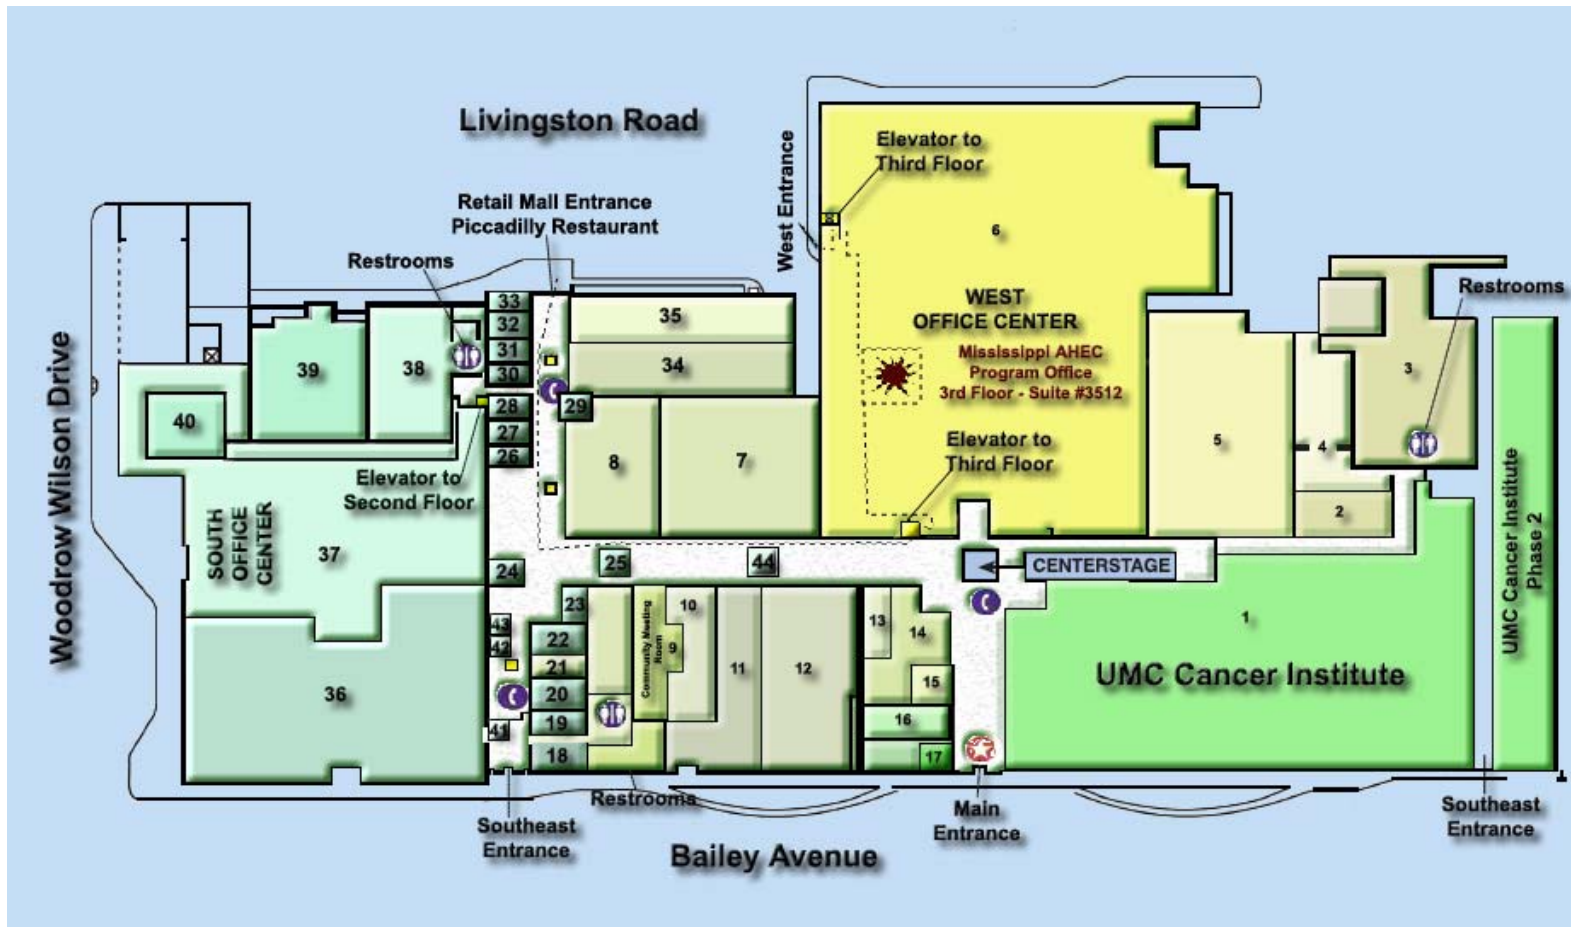 Livingston Road
Elevator to
Third Floor
West Entrance
Retail Mall Entrance
Piccadilly Restaurant
Restrooms
6
WEST
OFFICE CENTER
Mississippi AHEC
Program Office
3rd Floor - Suite #3512
Elevator to
Third Floor
Restrooms
33
32
31
30
28
27
26
35
34
29
8
7
39
38
40
Elevator to
Second Floor
SOUTH
OFFICE
CENTER
37
Woodrow Wilson Drive
5
4
3
2
24
25
44
CENTERSTAGE
43
42
41
36
23
22
21
20
19
18
Community Meeting
Room
9
10
11
12
13
14
15
16
17
1
UMC Cancer Institute
UMC Cancer Institute
Phase 2
Restrooms
Southeast
Entrance
Main
Entrance
Southeast
Entrance
Bailey Avenue